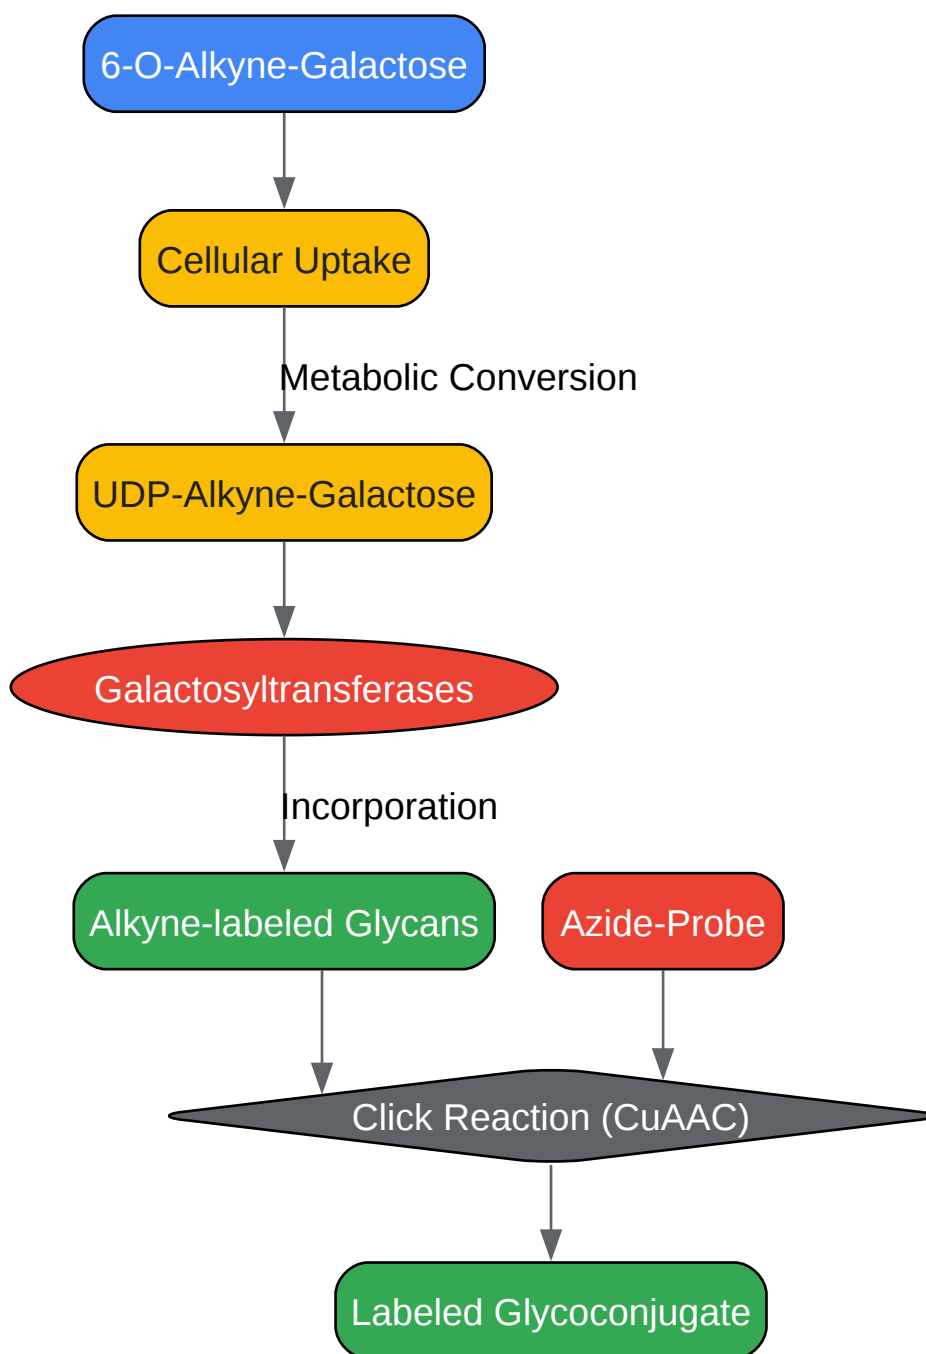 6-O-Alkyne-Galactose
Cellular Uptake
Metabolic Conversion
UDP-Alkyne-Galactose
Galactosyltransferases
Incorporation
Alkyne-labeled Glycans
Azide-Probe
Click Reaction (CuAAC)
Labeled Glycoconjugate